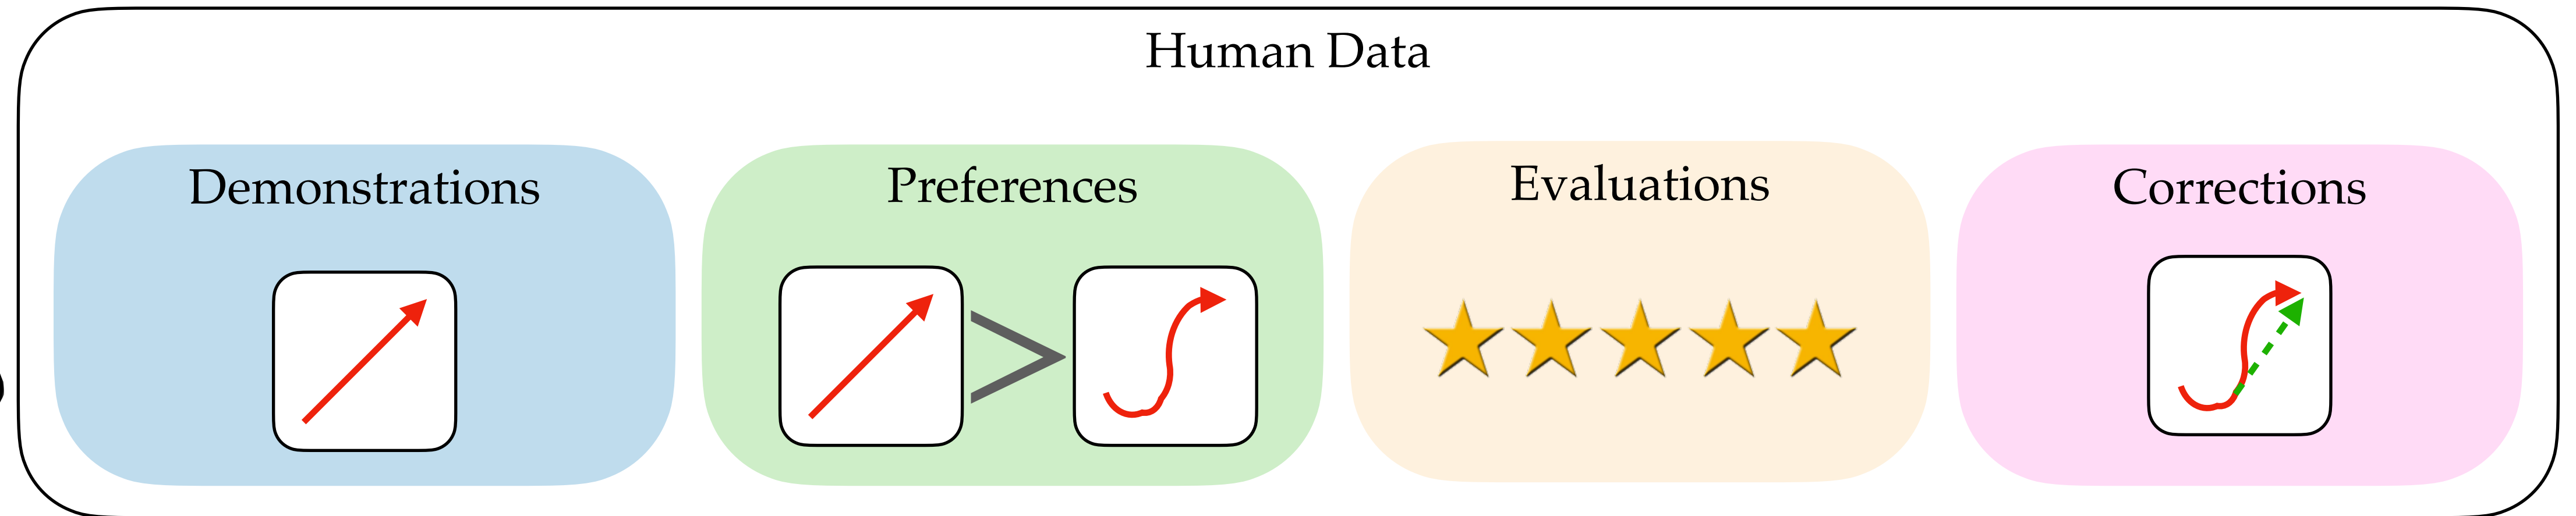 Human Data
Demonstrations
Preferences
Evaluations
Corrections